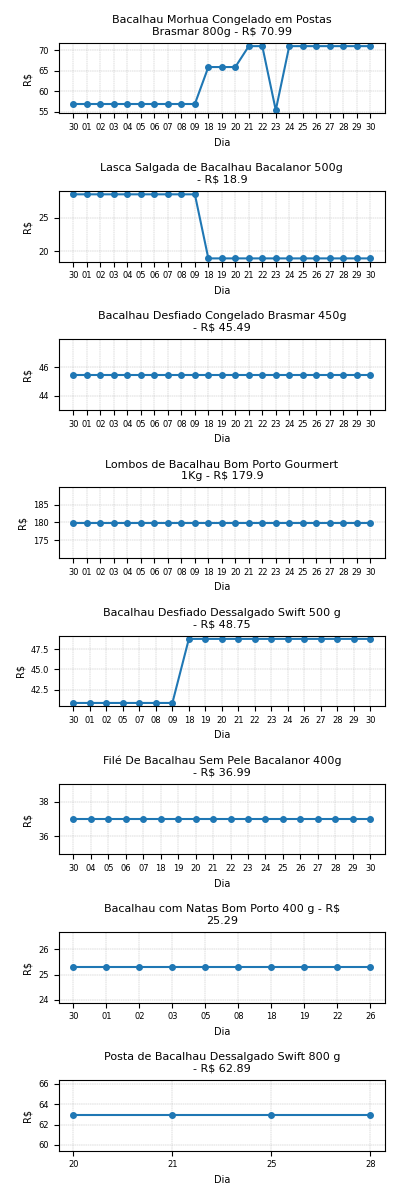 Bacalhau Morhua Congelado em Postas
Brasmar 800g - R$ 70.99
R$
70
65
60
55
30 01 02 03 04 05 06 07 08 09 18 19 20 21 22 23 24 25 26 27 28 29 30
Dia
Lasca Salgada de Bacalhau Bacalanor 500g
- R$ 18.9
R$
25
20
30 01 02 03 04 05 06 07 08 09 18 19 20 21 22 23 24 25 26 27 28 29 30
Dia
Bacalhau Desfiado Congelado Brasmar 450g
- R$ 45.49
R$
46
44
30 01 02 03 04 05 06 07 08 09 18 19 20 21 22 23 24 25 26 27 28 29 30
Dia
Lombos de Bacalhau Bom Porto Gourmert
1Kg - R$ 179.9
R$
185
180
175
30 01 02 03 04 05 06 07 08 09 18 19 20 21 22 23 24 25 26 27 28 29 30
Dia
Bacalhau Desfiado Dessalgado Swift 500 g
- R$ 48.75
R$
47.5
45.0
42.5
30 01 02 05 07 08 09 18 19 20 21 22 23 24 26 27 28 29 30
Dia
Filé De Bacalhau Sem Pele Bacalanor 400g
- R$ 36.99
R$
38
36
30 04 05 06 07 18 19 20 21 22 23 24 25 26 27 28 29 30
Dia
Bacalhau com Natas Bom Porto 400 g - R$
25.29
R$
26
25
24
30 01 02 03 05 08 18 19 22 26
Dia
Posta de Bacalhau Dessalgado Swift 800 g
- R$ 62.89
R$
66
64
62
60
20 21 25 28
Dia